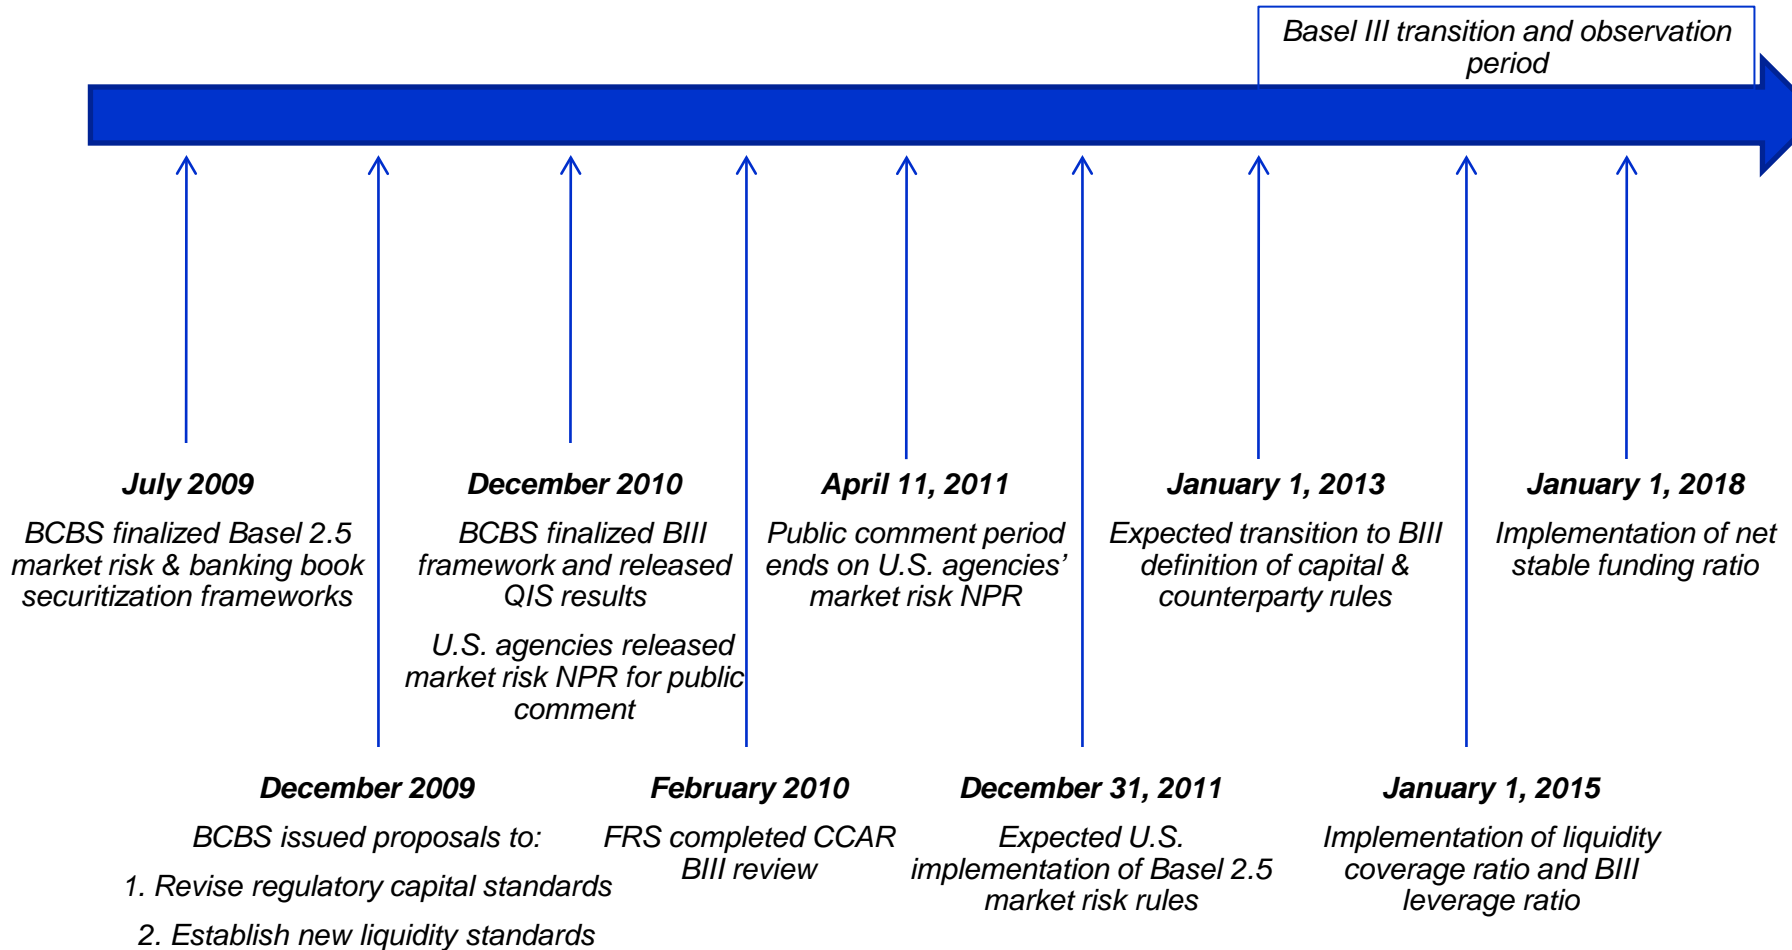 Basel III transition and observation
period
July 2009
BCBS finalized Basel 2.5
market risk & banking book
securitization frameworks
December 2009
BCBS issued proposals to:
1. Revise regulatory capital standards
2. Establish new liquidity standards
December 2010
BCBS finalized BIII
framework and released
QIS results
U.S. agencies released
market risk NPR for public
comment
February 2010
FRS completed CCAR
BIII review
April 11, 2011
Public comment period
ends on U.S. agencies’
market risk NPR
December 31, 2011
Expected U.S.
implementation of Basel 2.5
market risk rules
January 1, 2013
Expected transition to BIII
definition of capital &
counterparty rules
January 1, 2015
Implementation of liquidity
coverage ratio and BIII
leverage ratio
January 1, 2018
Implementation of net
stable funding ratio